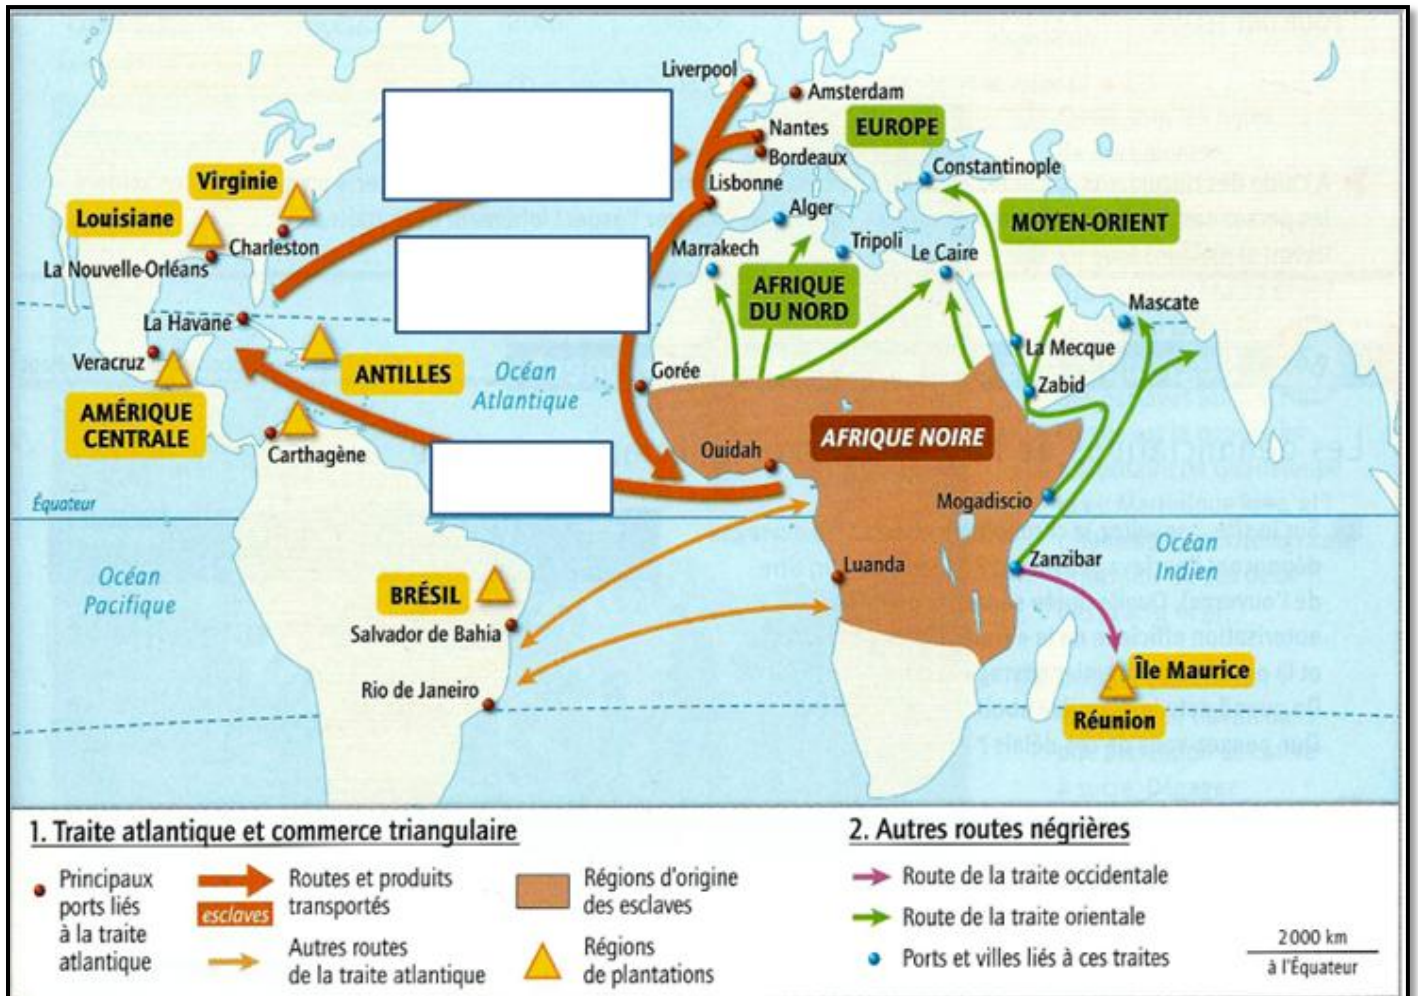 Liverpool
Amsterdam
Nantes
EUROPE
Bordeaux
Constantinople
Virginie
Lisbonne
Louisiane
Alger
MOYEN-ORIENT
Charleston
Marrakech
Tripoli
Le Caire
La Nouvelle-Orléans
AFRIQUE
DU NORD
Mascate
La Havane
La Mecque
Veracruz
ANTILLES
Océan
Atlantique
Gorée
Zabid
AMÉRIQUE
CENTRALE
AFRIQUE NOIRE
Carthagène
Ouidah
Équateur
Mogadiscio
Océan
Pacifique
Luanda
Zanzibar
Océan
Indien
BRÉSIL
Salvador de Bahia
Rio de Janeiro
Île Maurice
Réunion
1. Traite atlantique et commerce triangulaire
Principaux
ports liés
à la traite
atlantique
Routes et produits
transportés
esclaves
Autres routes
de la traite atlantique
Régions d'origine
des esclaves
Régions
de plantations
2. Autres routes négrières
Route de la traite occidentale
Route de la traite orientale
Ports et villes liés à ces traites
2 000 km
à l'Équateur